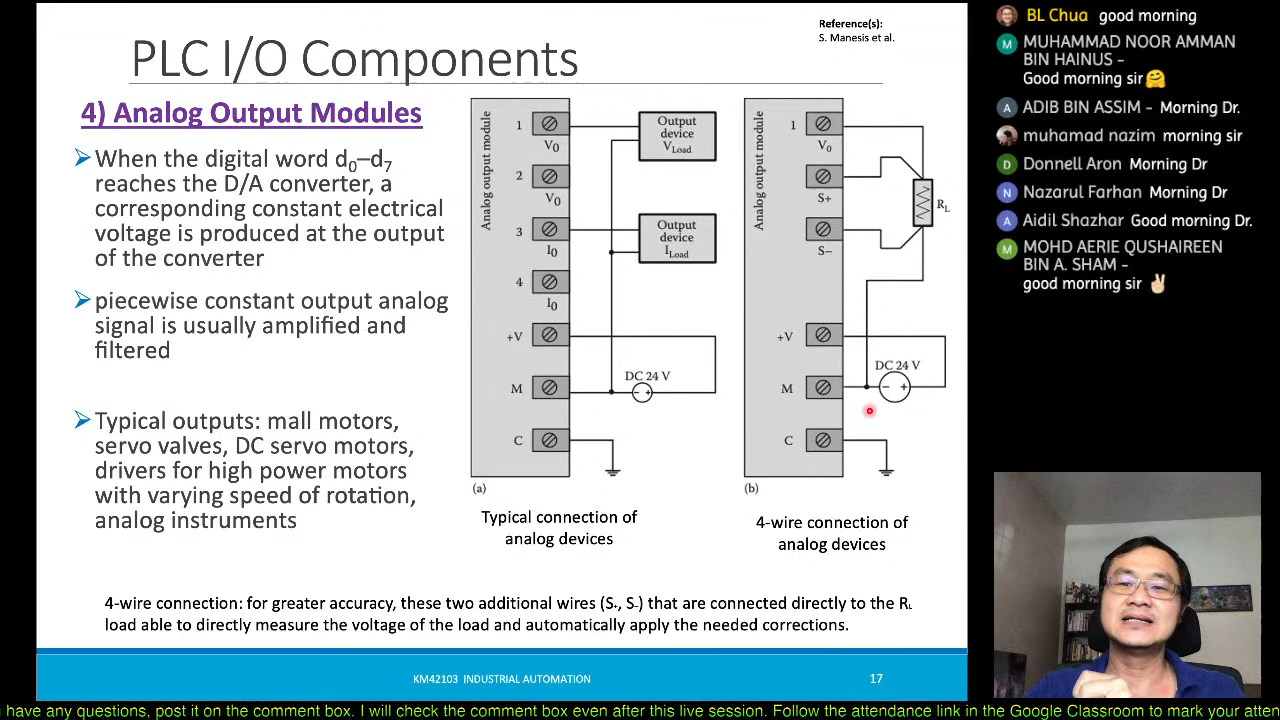 Reference(s):
S. Manesis et al.
PLC I/O Components
4) Analog Output Modules
When the digital word d0–d7
reaches the D/A converter, a
corresponding constant electrical
voltage is produced at the output
of the converter
piecewise constant output analog
signal is usually amplified and
filtered
Typical outputs: mall motors,
servo valves, DC servo motors,
drivers for high power motors
with varying speed of rotation,
analog instruments
Analog output module
1
V0
2
V0
3
I0
4
I0
+V
M
C
Output
device
VLoad
Output
device
ILoad
DC 24 V
- +
(a)
Typical connection of
analog devices
Analog output module
1
V0
S+
S–
+V
M
C
RL
DC 24 V
- +
(b)
4-wire connection of
analog devices
4-wire connection: for greater accuracy, these two additional wires (S+, S-) that are connected directly to the RL
load able to directly measure the voltage of the load and automatically apply the needed corrections.
KM42103 INDUSTRIAL AUTOMATION
17
BL Chua good morning
M
MUHAMMAD NOOR AMMAN
BIN HAINUS -
Good morning sir🤗
A
ADIB BIN ASSIM - Morning Dr.
muhamad nazim morning sir
D
Donnell Aron Morning Dr
N
Nazarul Farhan Morning Dr
A
Aidil Shazhar Good morning Dr.
M
MOHD AERIE QUSHAIREEN
BIN A. SHAM -
good morning sir ✌🏻
have any questions, post it on the comment box. I will check the comment box even after this live session. Follow the attendance link in the Google Classroom to mark your atten